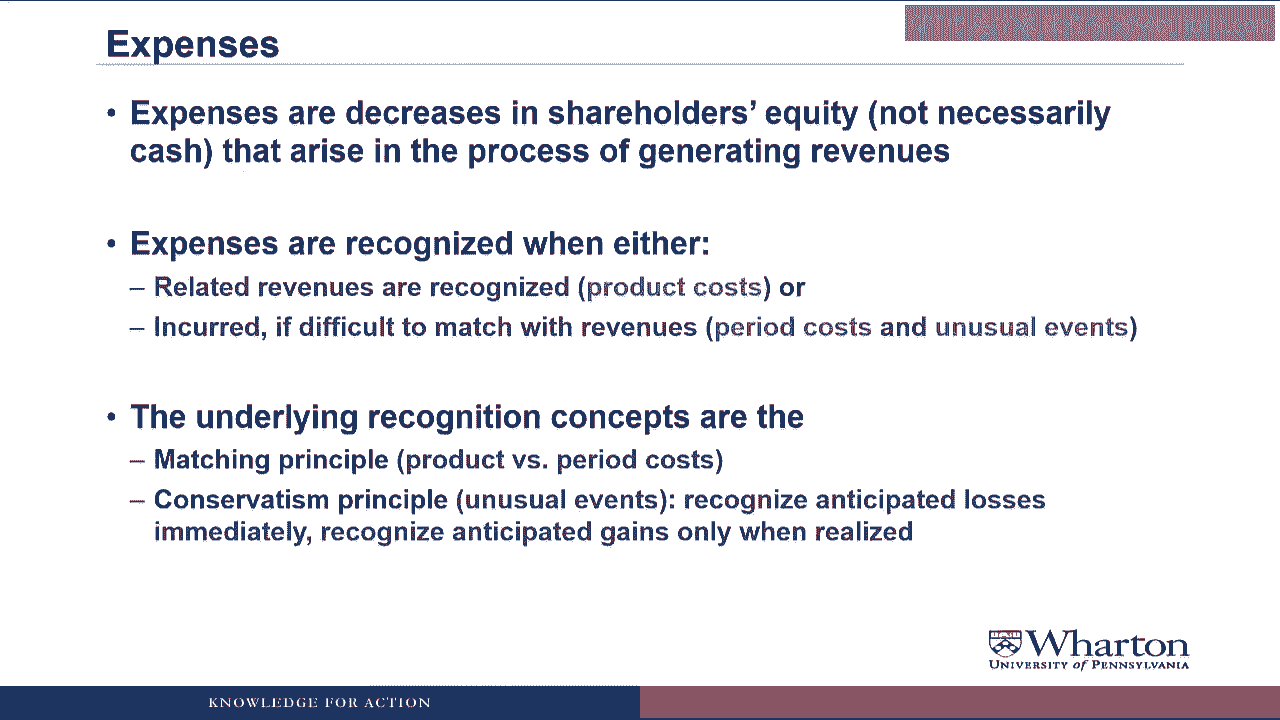 Expenses
• Expenses are decreases in shareholders’ equity (not necessarily
cash) that arise in the process of generating revenues
• Expenses are recognized when either:
– Related revenues are recognized (product costs) or
– Incurred, if difficult to match with revenues (period costs and unusual events)
• The underlying recognition concepts are the
– Matching principle (product vs. period costs)
– Conservatism principle (unusual events): recognize anticipated losses
immediately, recognize anticipated gains only when realized
Wharton
UNIVERSITY of PENNSYLVANIA
KNOWLEDGE FOR ACTION